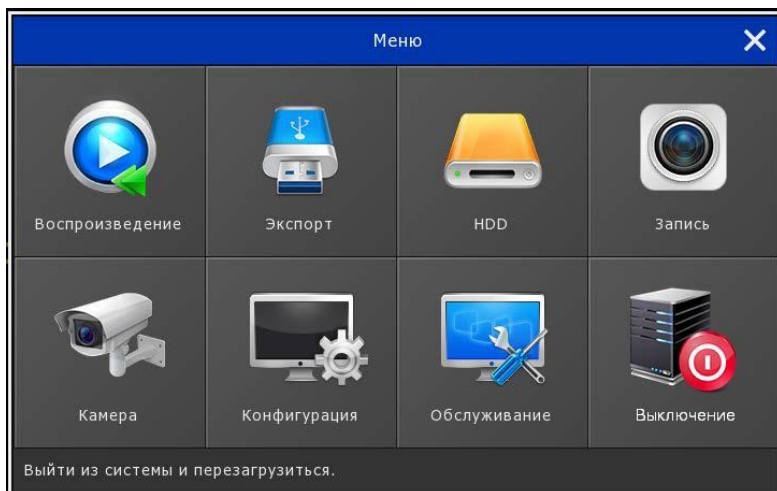 Меню
Воспроизведение
Экспорт
HDD
Запись
Камера
Конфигурация
Обслуживание
Выключение
Выйти из системы и перезагрузиться.